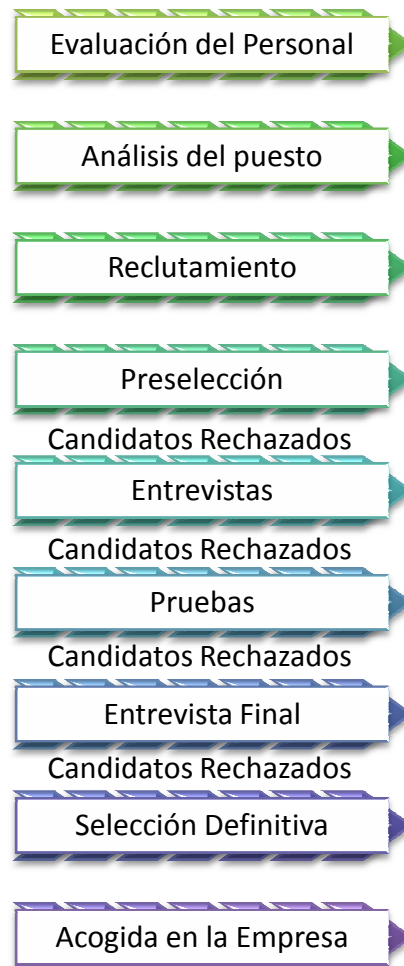 Evaluación del Personal
Análisis del puesto
Reclutamiento
Preselección
Candidatos Rechazados
Entrevistas
Candidatos Rechazados
Pruebas
Candidatos Rechazados
Entrevista Final
Candidatos Rechazados
Selección Definitiva
Acogida en la Empresa